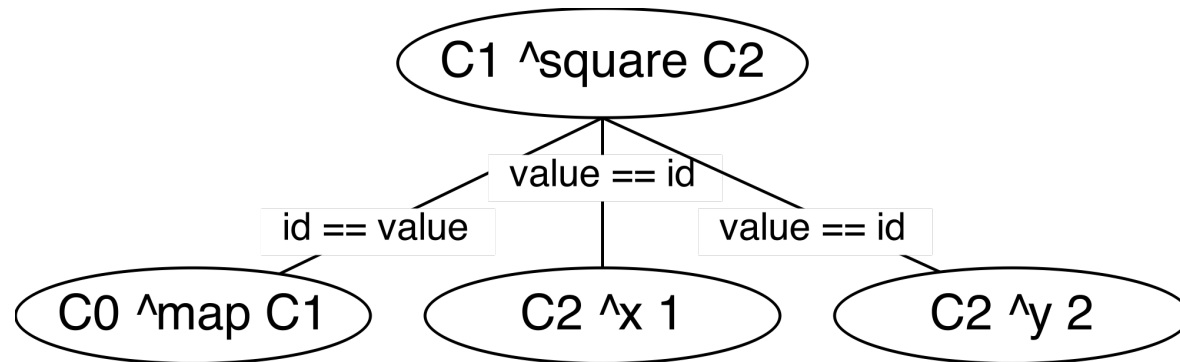 C1 ^square C2
value == id
id == value
value == id
C0 ^map C1
C2 ^x 1
C2 ^y 2